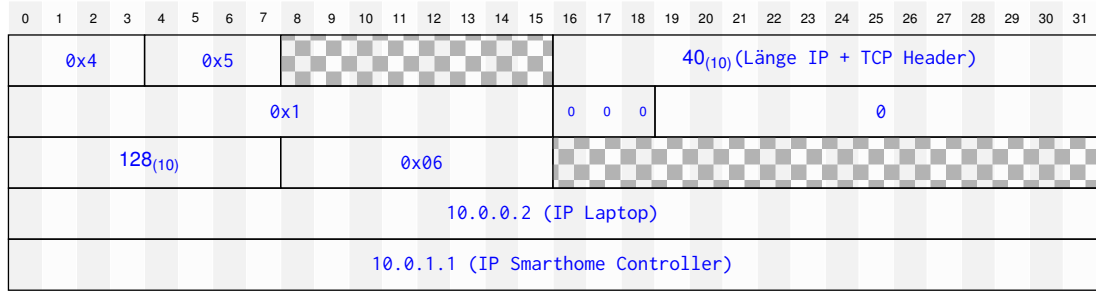 0 1 2 3 4 5 6 7 8 9 10 11 12 13 14 15 16 17 18 19 20 21 22 23 24 25 26 27 28 29 30 31
0x4 0x5 40(10) (Länge IP + TCP Header)
0x1 0 0 0 0
128(10) 0x06
10.0.0.2 (IP Laptop)
10.0.1.1 (IP Smarthome Controller)